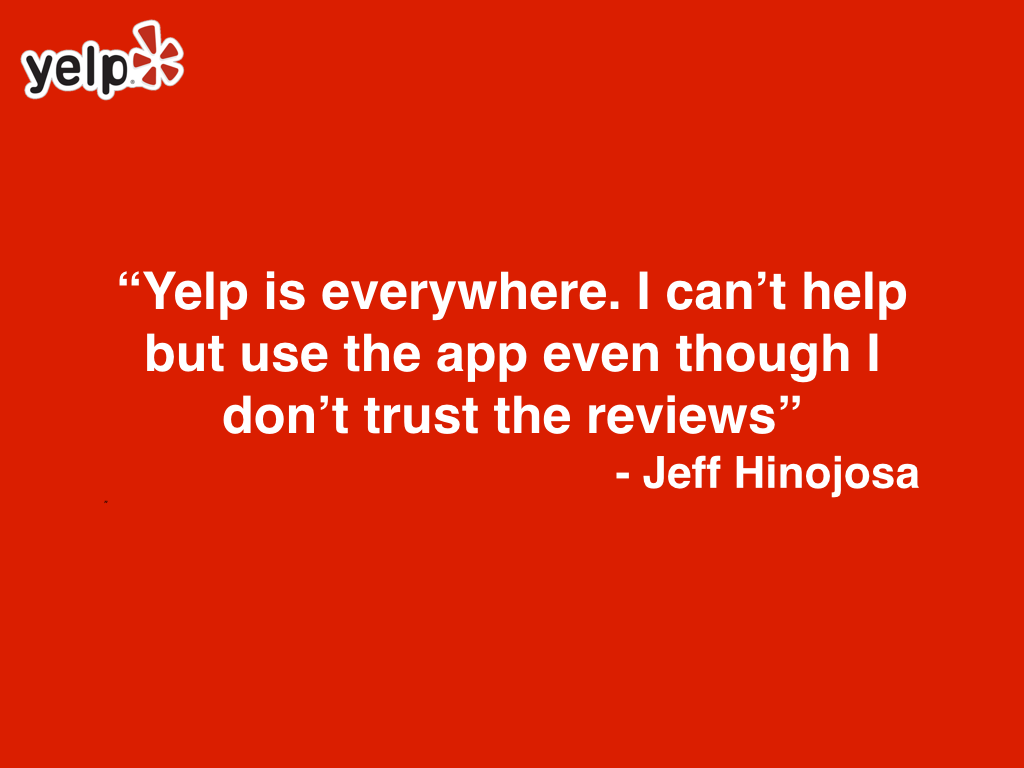 yelp
“Yelp is everywhere. I can’t help
but use the app even though I
don’t trust the reviews”
- Jeff Hinojosa